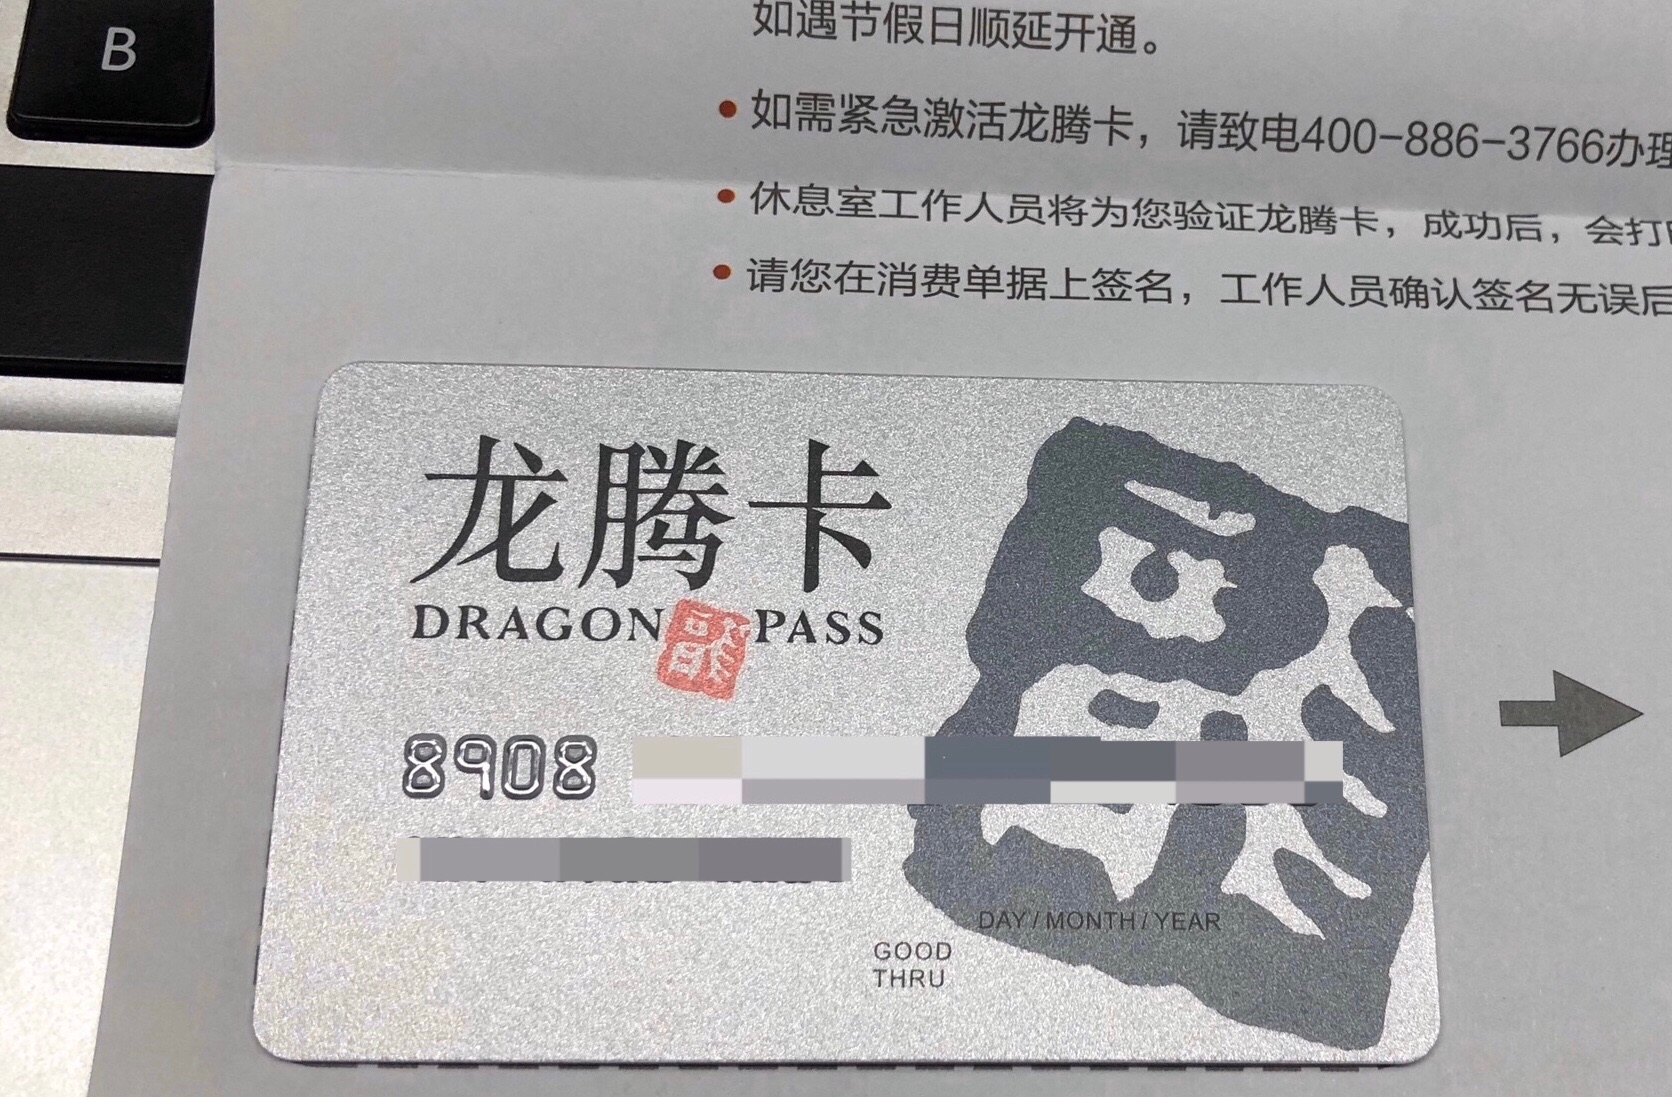 B
如遇节假日顺延开通。
如需紧急激活龙腾卡，请致电400-886-3766办理
休息室工作人员将为您验证龙腾卡，成功后，会打印
请您在消费单据上签名，工作人员确认签名无误后
龙腾卡
DRAGON PASS
8908
DAY / MONTH / YEAR
GOOD
THRU